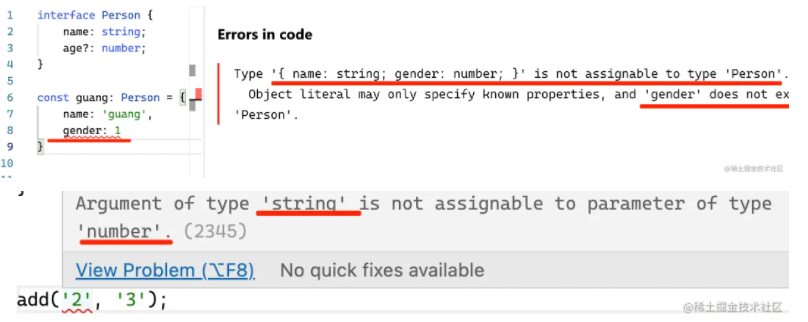 1 interface Person {
2 name: string;
3 age?: number;
4 }
5
6 const guang: Person = {
7 name: 'guang',
8 gender: 1
9 }
10
Errors in code
Type '{ name: string; gender: number; }' is not assignable to type 'Person'.
Object literal may only specify known properties, and 'gender' does not ex
'Person'.
@稀土掘金技术社区
Argument of type 'string' is not assignable to parameter of type
'number'. (2345)
View Problem (⌥F8) No quick fixes available
add('2', '3');
@稀土掘金技术社区